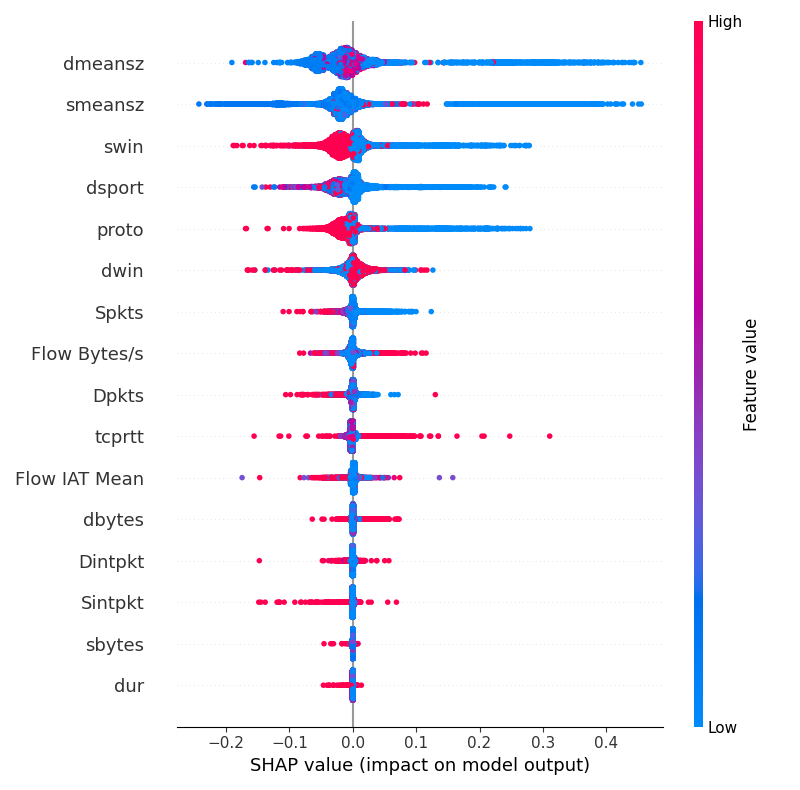 High
dmeansz
smeansz
swin
dsport
proto
dwin
Spkts
Flow Bytes/s
Dpkts
tcprtt
Flow IAT Mean
dbytes
Dintpkt
Sintpkt
sbytes
dur
Feature value
Low
−0.2 −0.1 0.0 0.1 0.2 0.3 0.4
SHAP value (impact on model output)